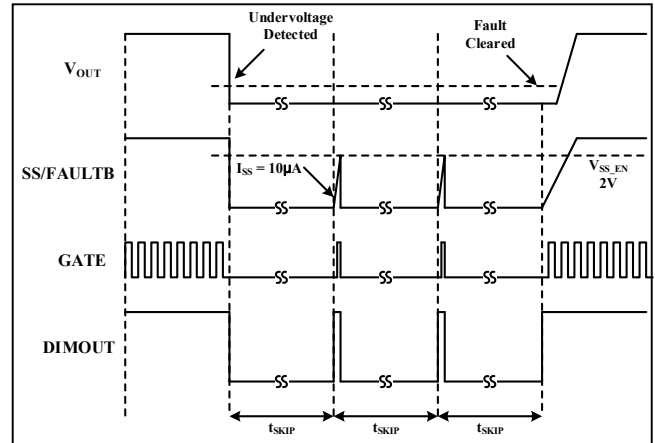 Undervoltage
Detected
Fault
Cleared
VOUT
SS/FAULTB
ISS = 10µA
VSS_EN
2V
GATE
DIMOUT
tSKIP
tSKIP
tSKIP